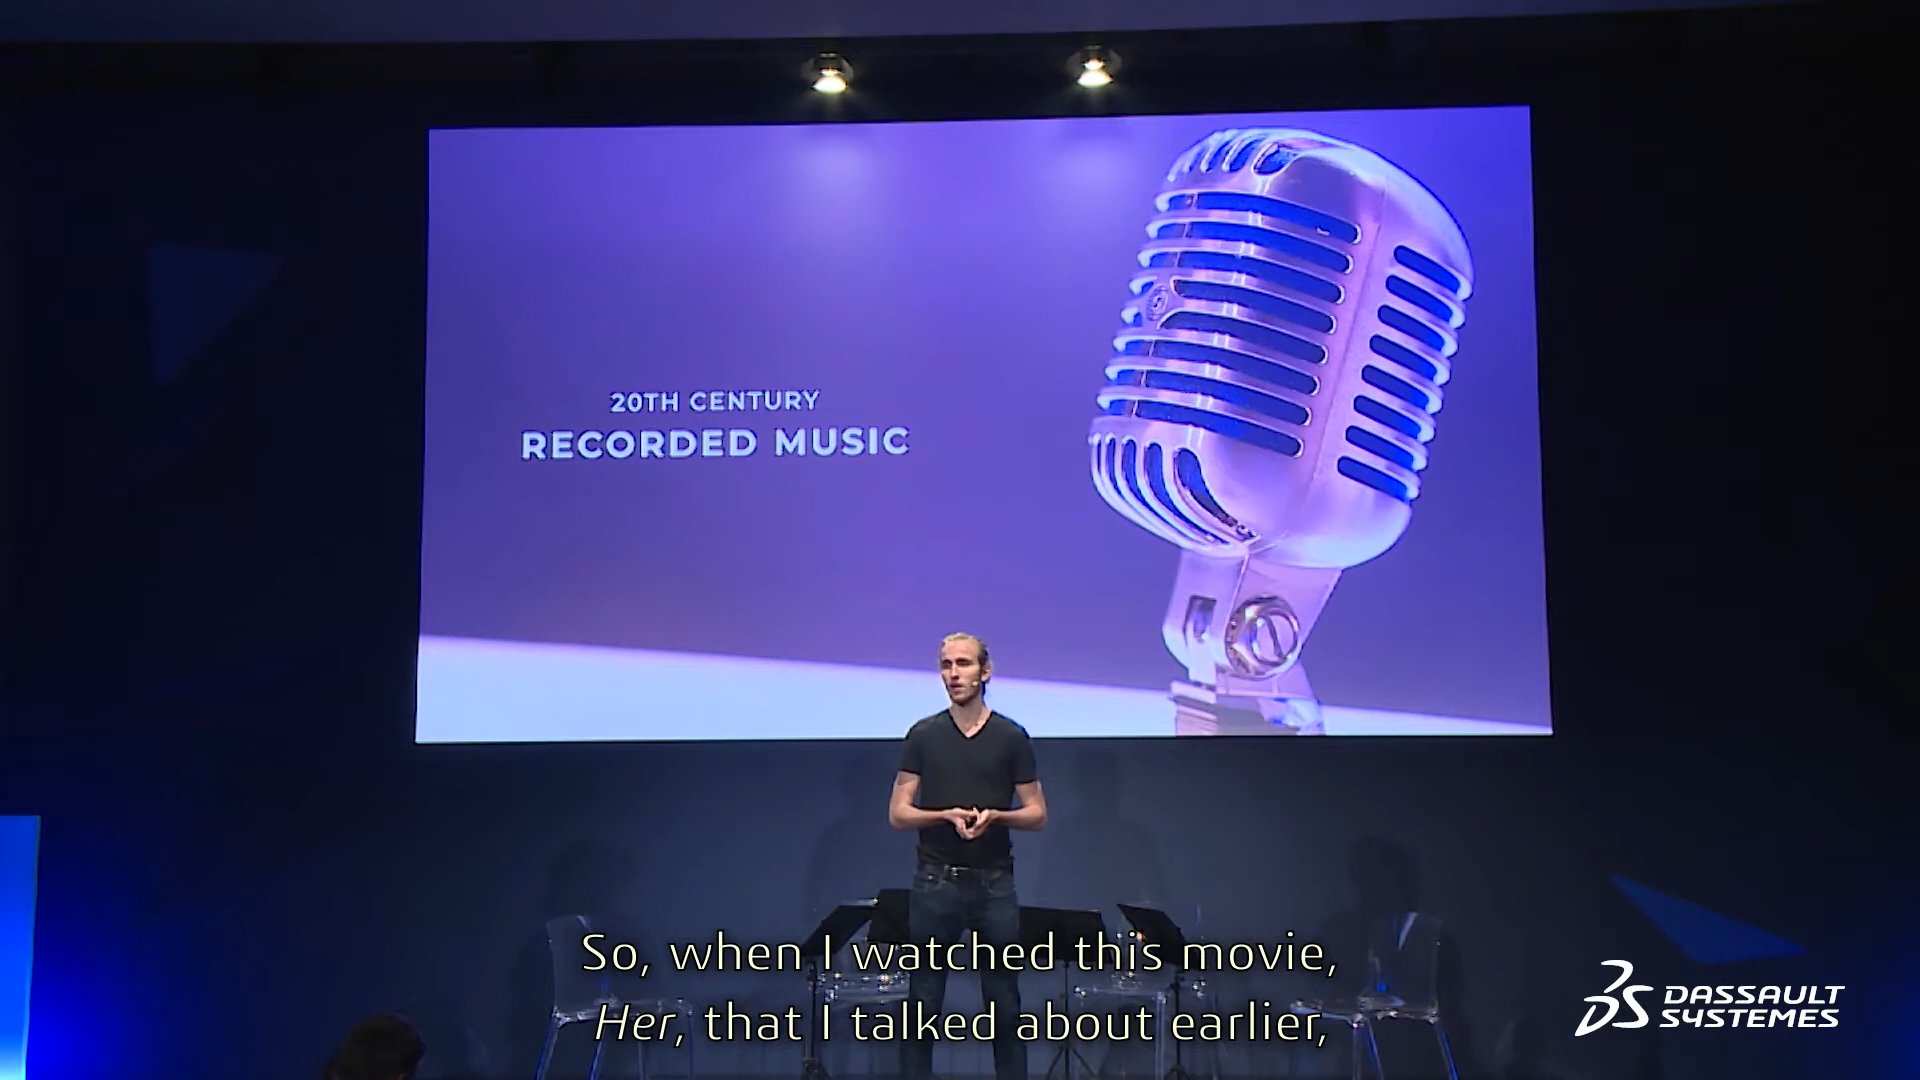 20TH CENTURY
RECORDED MUSIC
So, when I watched this movie,
Her, that I talked about earlier,
DASSAULT
SYSTEMES